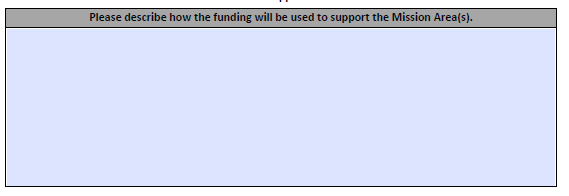 Please describe how the funding will be used to support the Mission Area(s).